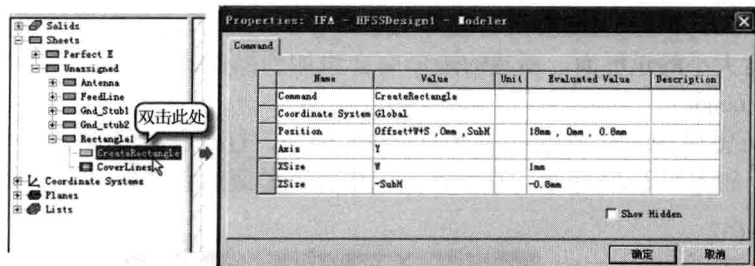 Solids
Sheets
Perfect E
Unassigned
Antenna
FeedLine
Gnd_Stub1
Gnd_stub2
Rectangle1
CreateRectangle
CoverLines
Coordinate Systems
Planes
Lists
双击此处
Properties: IFA - HFSSDesign1 - Modeler
Command
Name Value Unit Evaluated Value Description
Command CreateRectangle
Coordinate System Global
Position Offset+W+S ,0mm ,SubH 18mm , 0mm , 0.8mm
Axis Y
XSize W 1mm
ZSize -SubH -0.8mm
Show Hidden
确定 取消